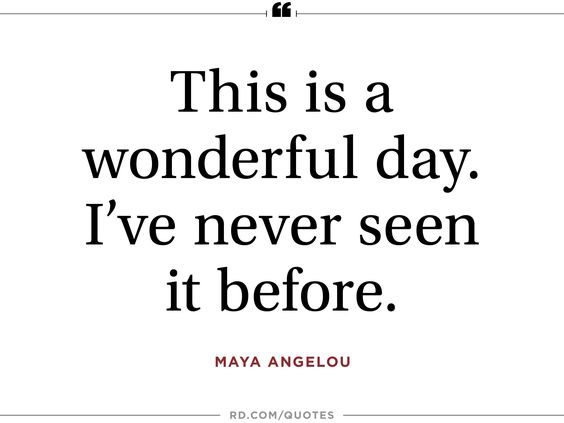 ❝
This is a
wonderful day.
I’ve never seen
it before.
MAYA ANGELOU
RD.COM/QUOTES